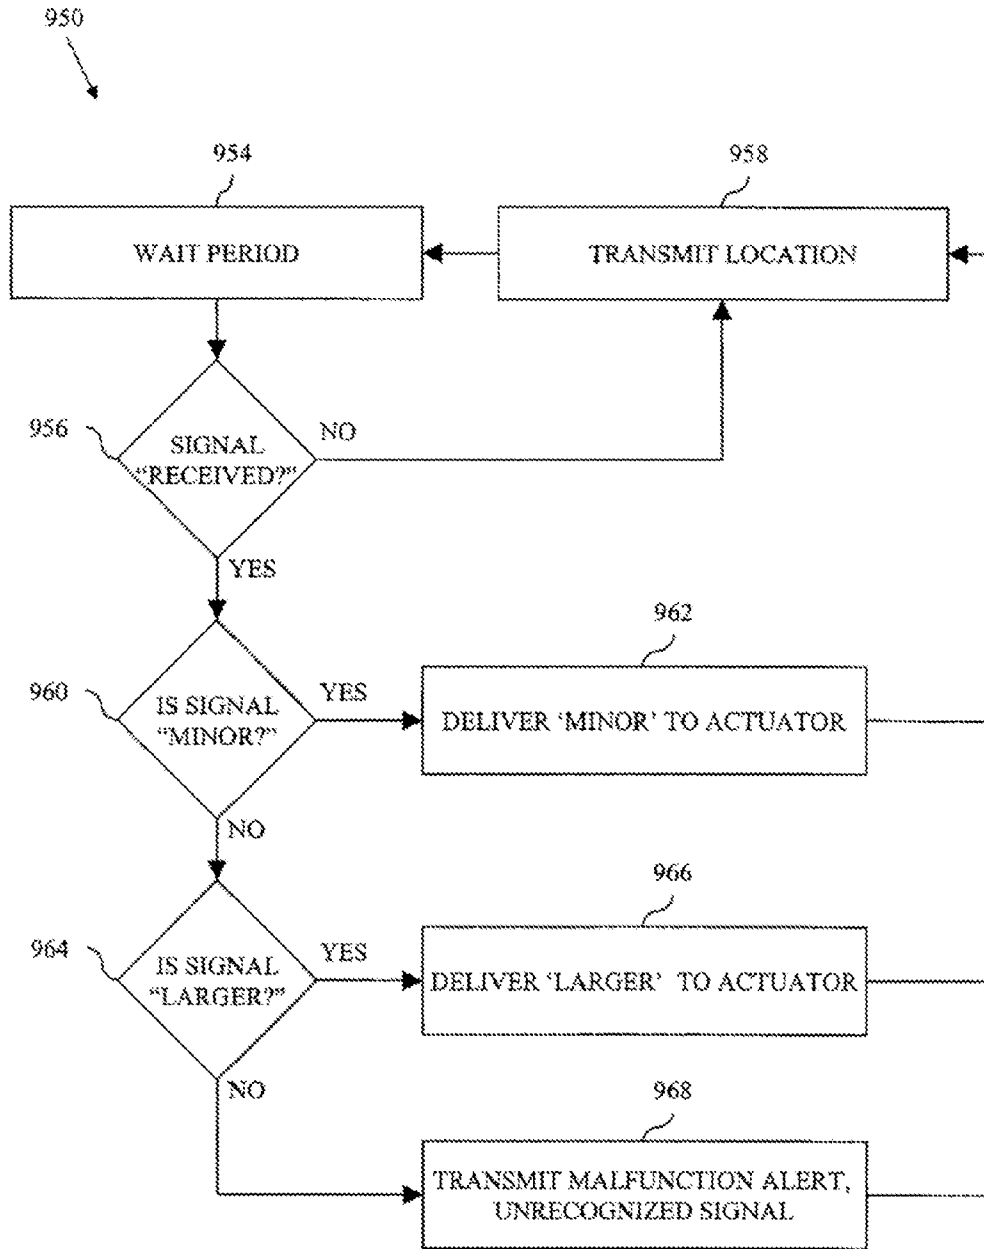 950
954
958
WAIT PERIOD
TRANSMIT LOCATION
956
SIGNAL
“RECEIVED?”
NO
YES
962
960
IS SIGNAL
“MINOR?”
YES
DELIVER ‘MINOR’ TO ACTUATOR
NO
966
964
IS SIGNAL
“LARGER?”
YES
DELIVER ‘LARGER’ TO ACTUATOR
NO
968
TRANSMIT MALFUNCTION ALERT,
UNRECOGNIZED SIGNAL